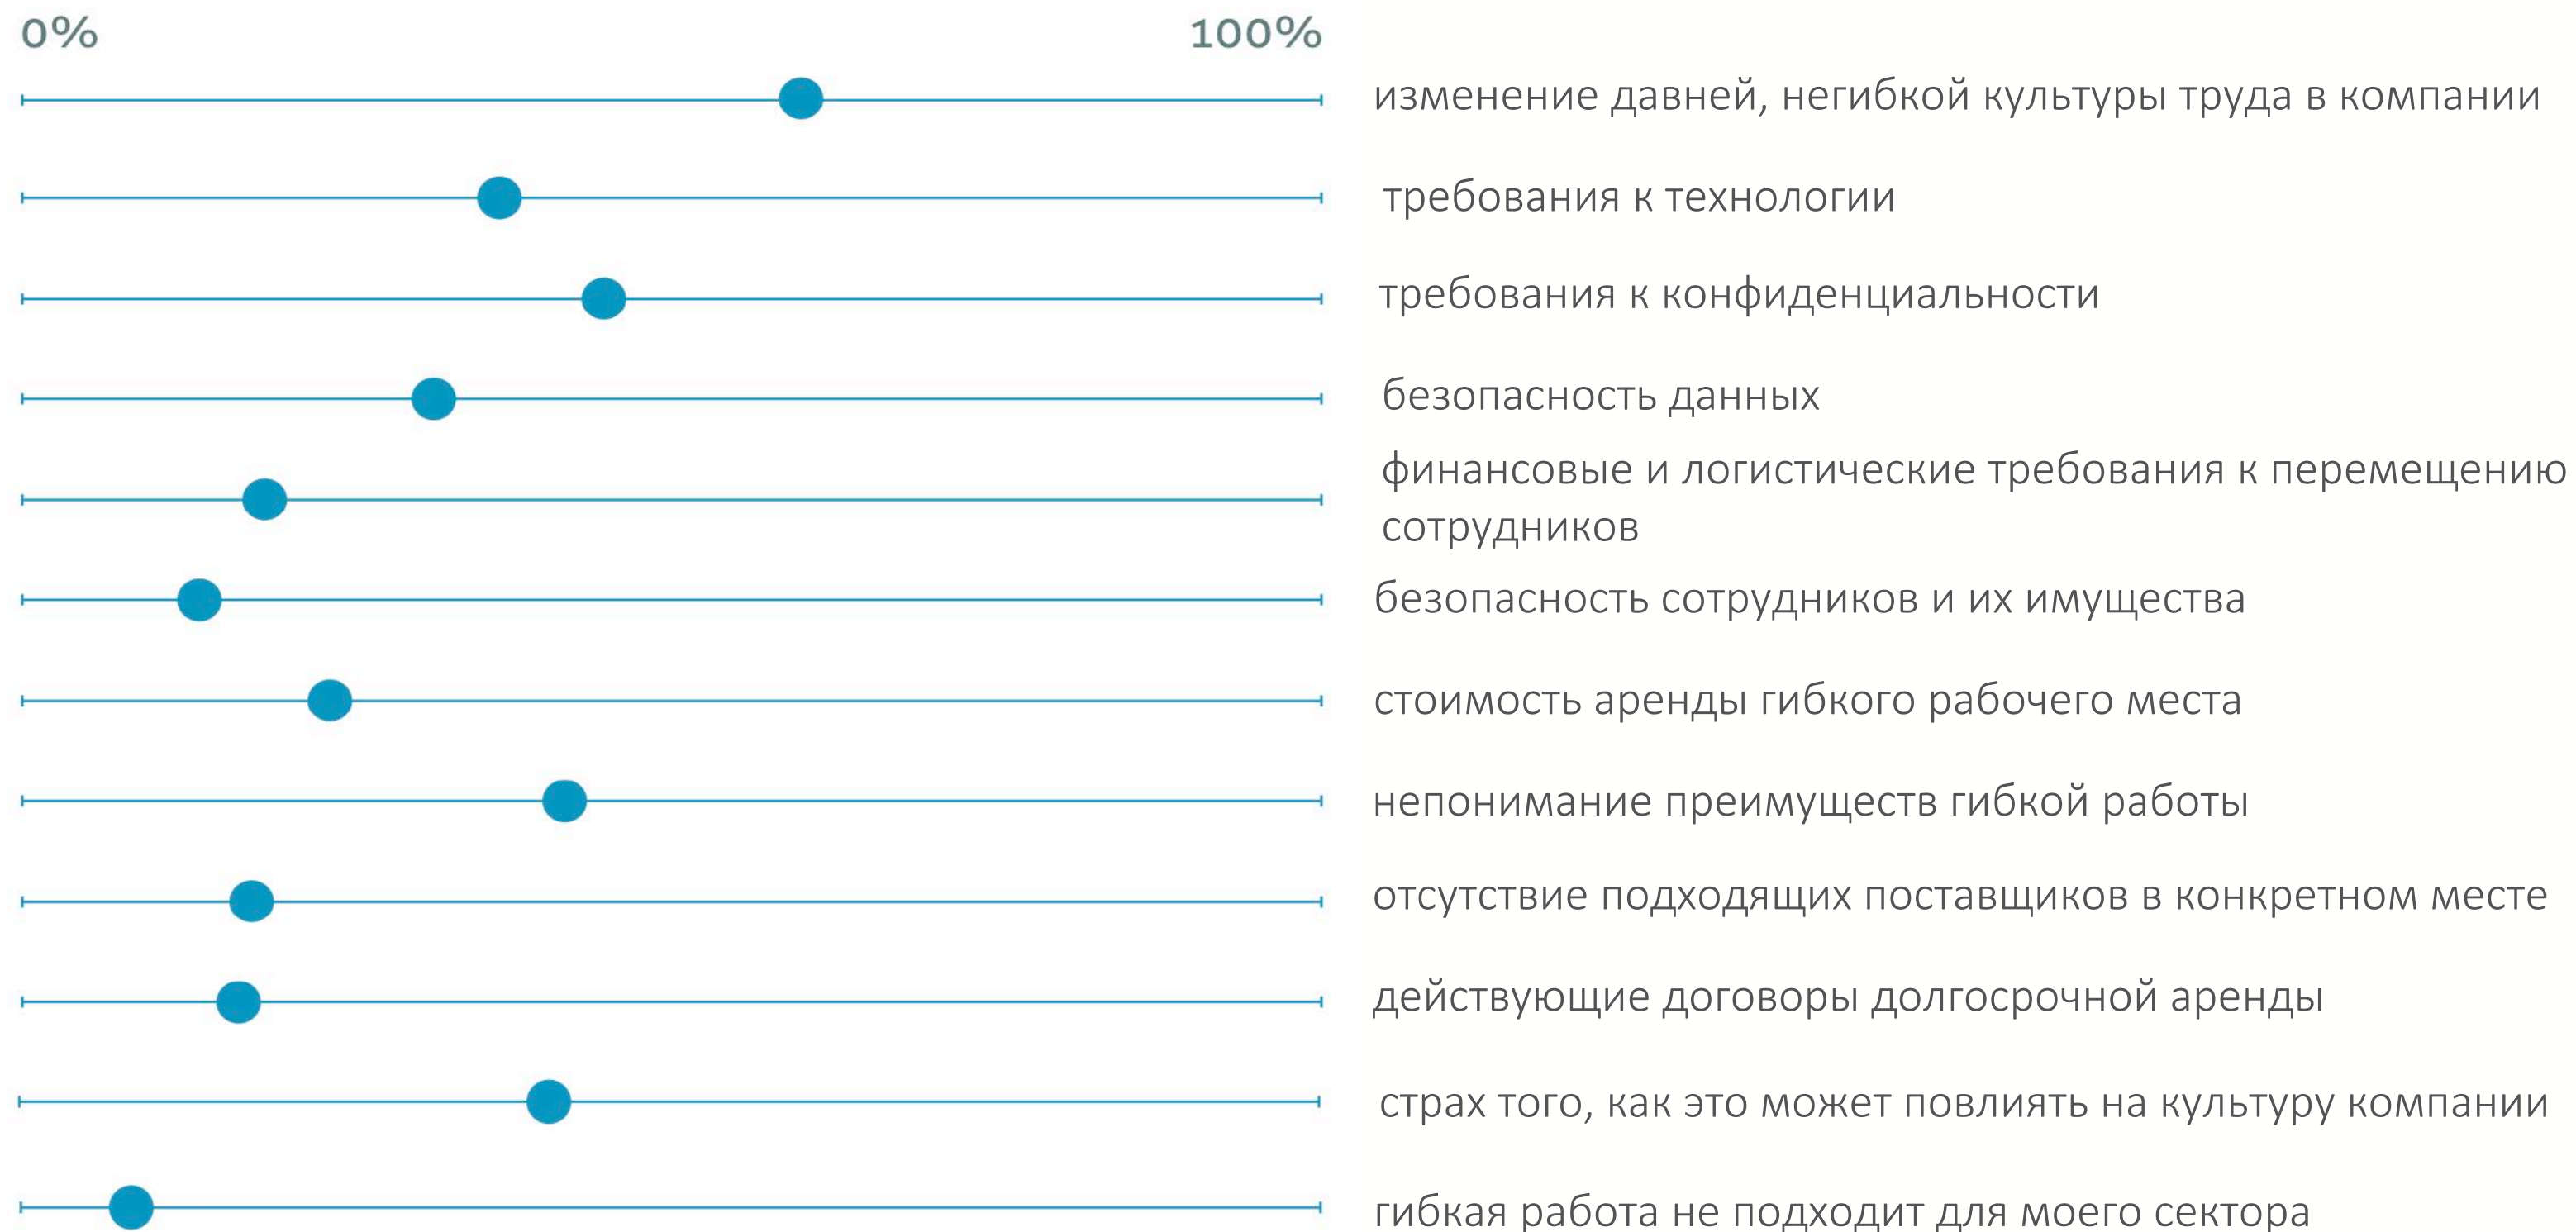 0% 100%
изменение давней, негибкой культуры труда в компании
требования к технологии
требования к конфиденциальности
безопасность данных
финансовые и логистические требования к перемещению
сотрудников
безопасность сотрудников и их имущества
стоимость аренды гибкого рабочего места
непонимание преимуществ гибкой работы
отсутствие подходящих поставщиков в конкретном месте
действующие договоры долгосрочной аренды
страх того, как это может повлиять на культуру компании
гибкая работа не подходит для моего сектора